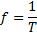 f = 1/T